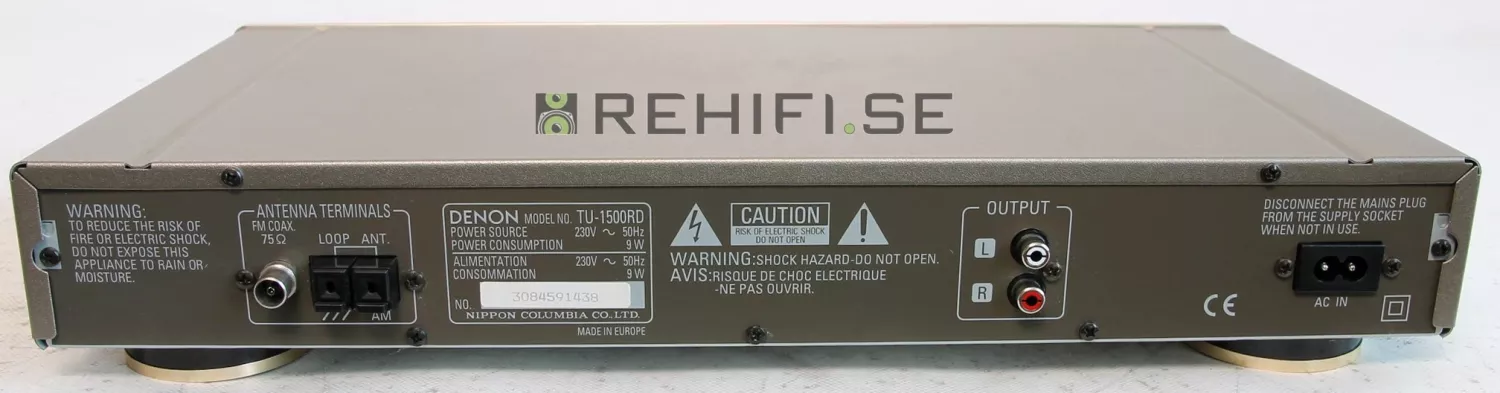 REHIFI.SE
WARNING:
TO REDUCE THE RISK OF
FIRE OR ELECTRIC SHOCK,
DO NOT EXPOSE THIS
APPLIANCE TO RAIN OR
MOISTURE.
ANTENNA TERMINALS
FM COAX.
75Ω
LOOP ANT.
AM
DENON MODEL NO. TU-1500RD
POWER SOURCE 230V ~ 50Hz
POWER CONSUMPTION 9 W
ALIMENTATION 230V ~ 50Hz
CONSOMMATION 9 W
NO. 3084591438
NIPPON COLUMBIA CO.,LTD.
MADE IN EUROPE
CAUTION
RISK OF ELECTRIC SHOCK
DO NOT OPEN
WARNING:SHOCK HAZARD-DO NOT OPEN.
AVIS:RISQUE DE CHOC ELECTRIQUE
-NE PAS OUVRIR.
OUTPUT
L
R
DISCONNECT THE MAINS PLUG
FROM THE SUPPLY SOCKET
WHEN NOT IN USE.
AC IN
CE